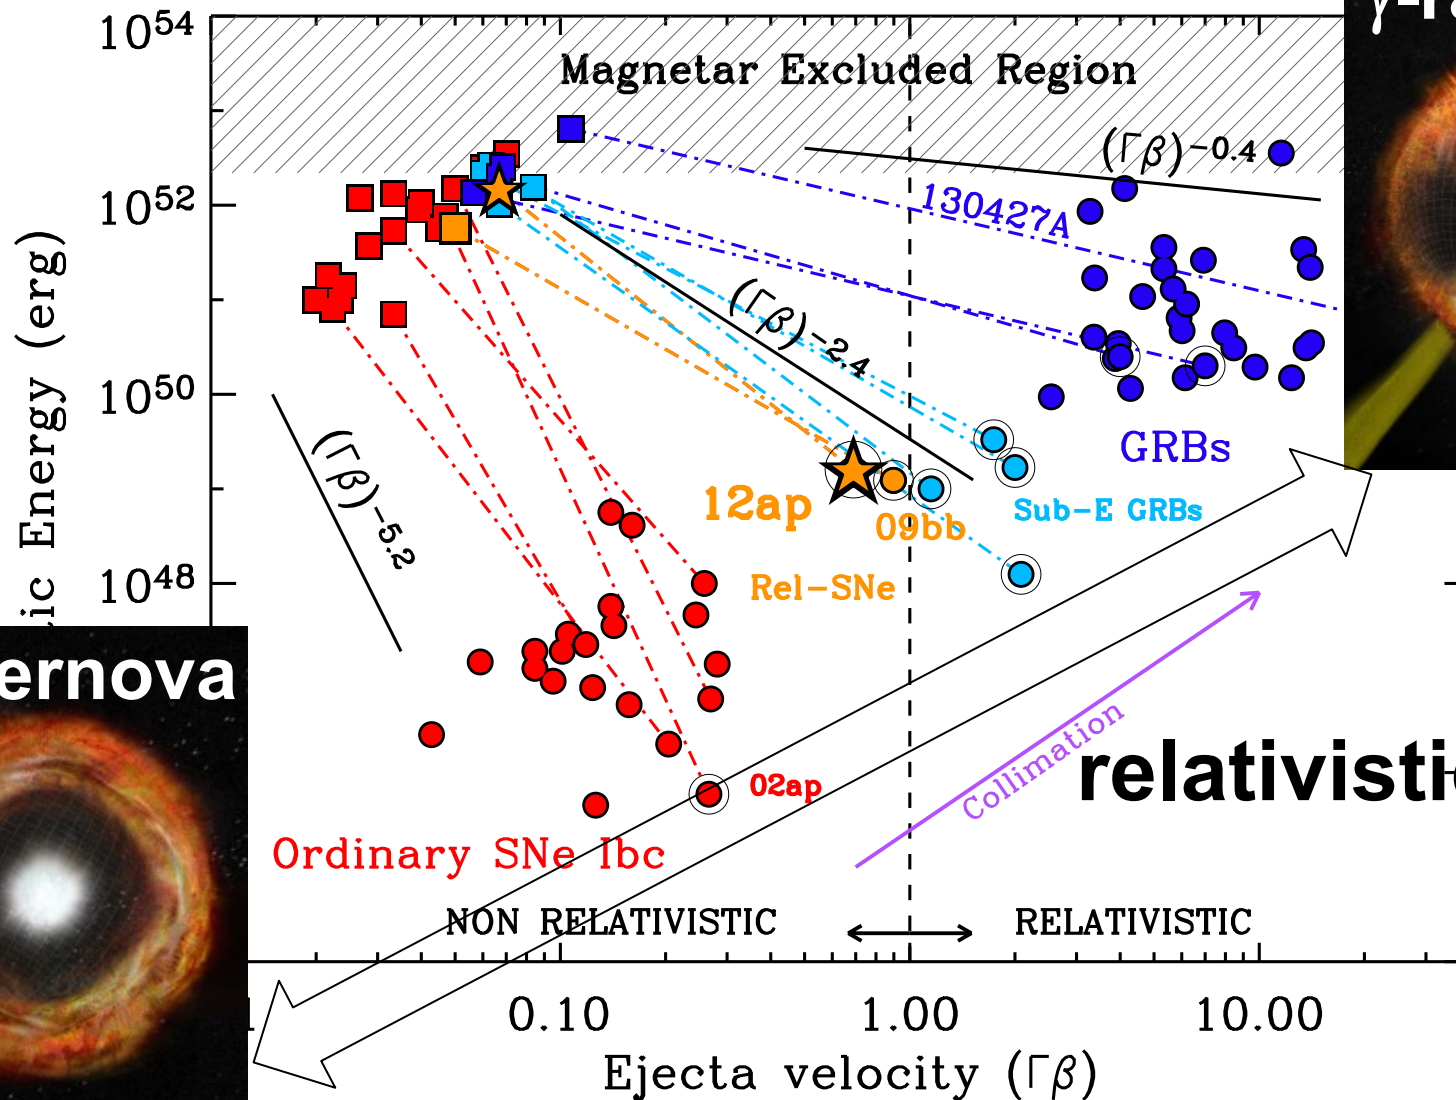 γ-ra
10^54
Magnetar Excluded Region
(Γβ)^-0.4
10^52
130427A
(Γβ)^-2.4
10^50
GRBs
(Γβ)^-5.2
12ap
09bb
Sub-E GRBs
10^48
Rel-SNe
tic Energy (erg)
ernova
Collimation
relativisti
02ap
Ordinary SNe Ibc
NON RELATIVISTIC
RELATIVISTIC
0.10
1.00
10.00
Ejecta velocity (Γβ)